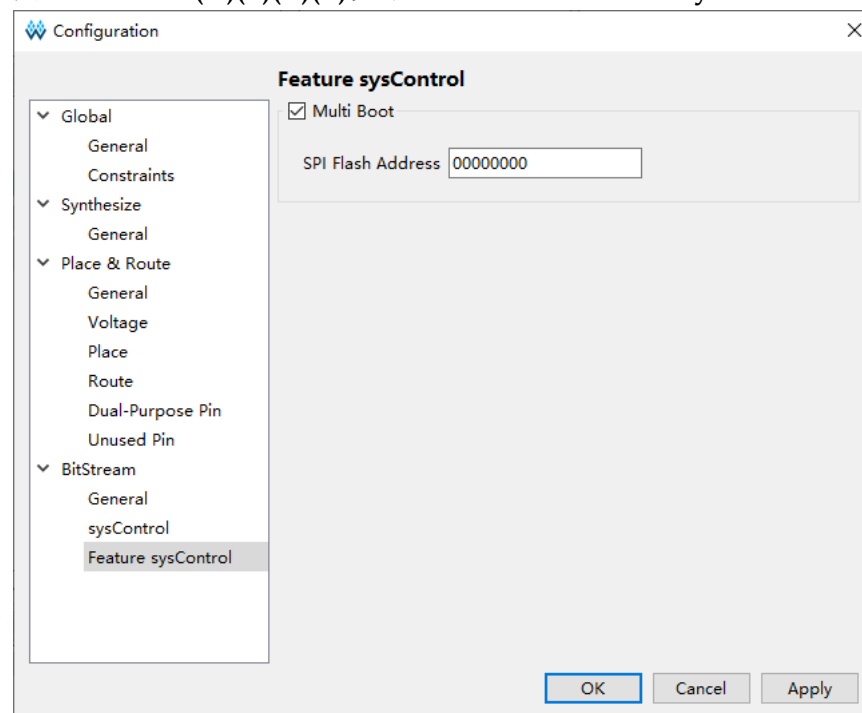 Configuration
Feature sysControl
Global
General
Constraints
Synthesize
General
Place & Route
General
Voltage
Place
Route
Dual-Purpose Pin
Unused Pin
BitStream
General
sysControl
Feature sysControl
Multi Boot
SPI Flash Address 00000000
OK Cancel Apply